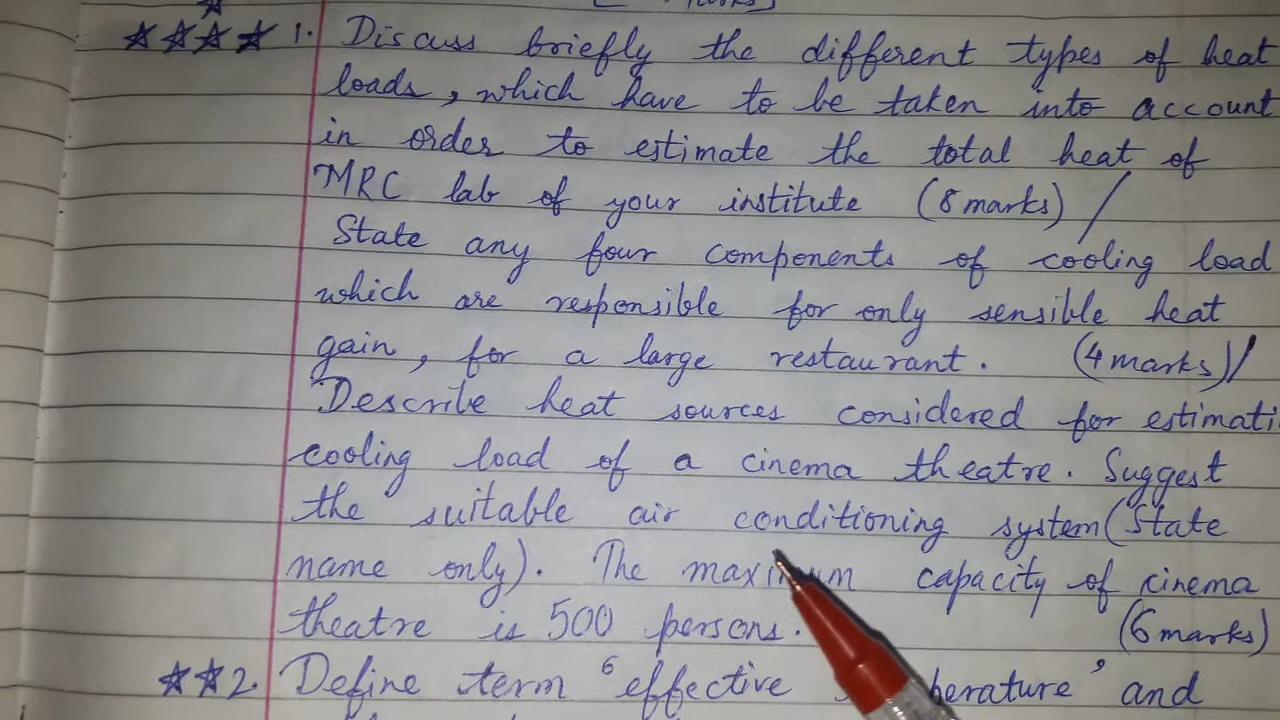 1. Discuss briefly the different types of heat
loads, which have to be taken into account
in order to estimate the total heat of
MRC lab of your institute (8 marks) /
State any four components of cooling load
which are responsible for only sensible heat
gain, for a large restaurant. (4 marks)/
Describe heat sources considered for estimati
cooling load of a cinema theatre. Suggest
the suitable air conditioning system (State
name only). The maximum capacity of cinema
theatre is 500 persons. (6 marks)
2. Define term 'effective perature' and